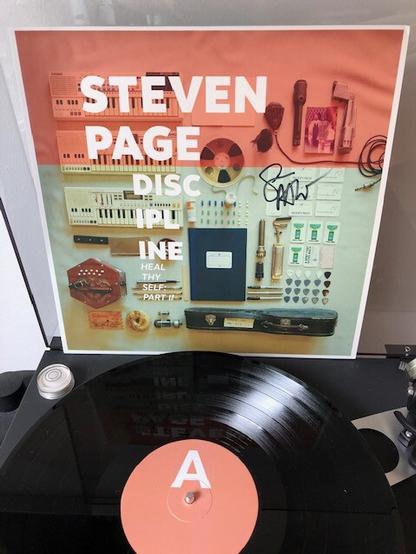 STEVEN
PAGE
DISC
IPL
INE
HEAL
THY
SELF:
PART II
A